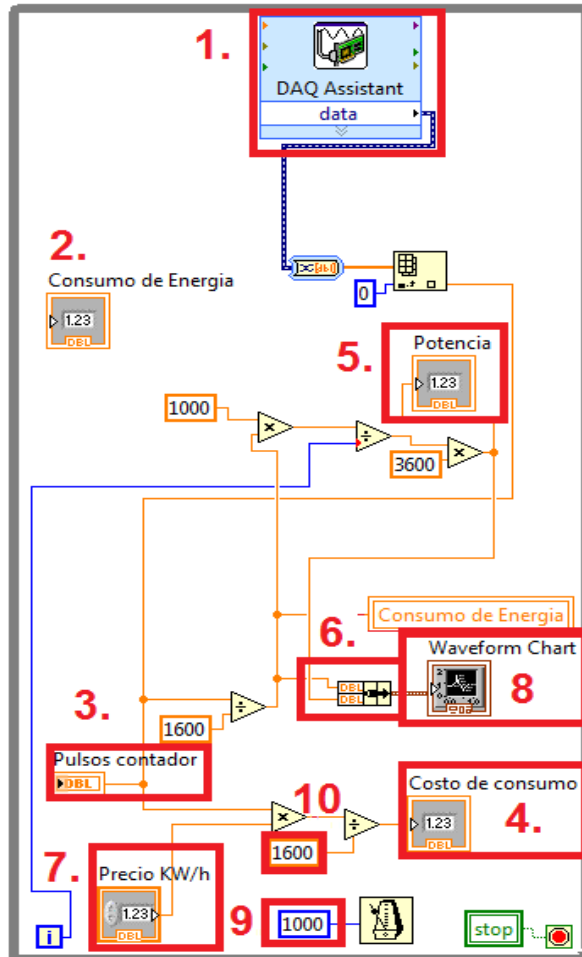 1.
DAQ Assistant
data
2.
Consumo de Energia
1.23
DBL
0
5.
Potencia
1.23
DBL
1000
3600
Consumo de Energia
6.
Waveform Chart
DBL
DBL
8
3.
1600
Pulsos contador
DBL
10
Costo de consumo
1.23
DBL
4.
1600
7.
Precio KW/h
1.23
DBL
i
9
1000
stop